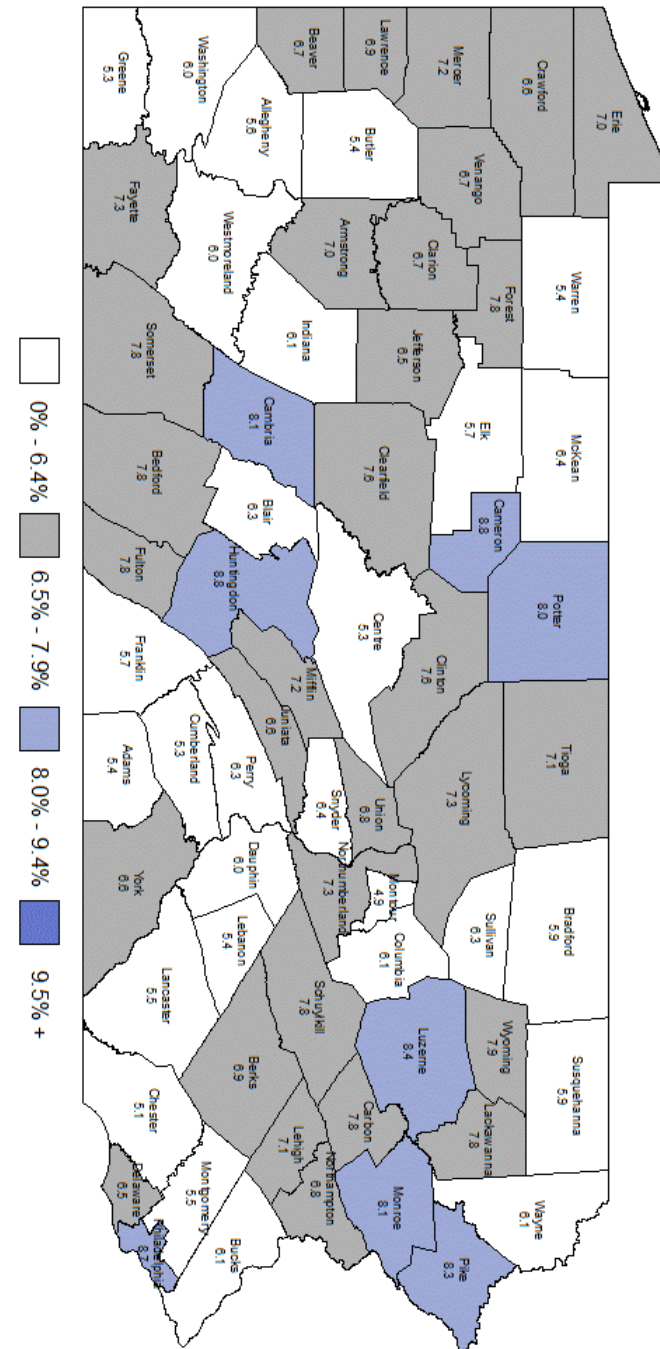 Erie
7.0
Crawford
6.6
Mercer
7.2
Lawrence
6.9
Beaver
6.7
Washington
6.0
Greene
5.3
Allegheny
5.6
Butler
5.4
Venango
6.7
Warren
5.4
Forest
7.8
Clarion
6.7
Armstrong
7.0
Westmoreland
6.0
Fayette
7.3
Indiana
6.1
Jefferson
6.5
Elk
5.7
McKean
6.4
Somerset
7.8
Cambria
8.1
Clearfield
7.6
Cameron
8.8
Potter
8.0
Bedford
7.8
Blair
6.3
Centre
5.3
Clinton
7.6
Fulton
7.8
Huntingdon
8.8
Mifflin
7.2
Juniata
6.6
Franklin
5.7
Tioga
7.1
Lycoming
7.3
Union
6.8
Snyder
6.4
Perry
6.3
Cumberland
5.3
Adams
5.4
York
6.6
Dauphin
6.0
Northumberland
7.3
Montour
4.9
Columbia
6.1
Sullivan
6.3
Bradford
5.9
Lebanon
5.4
Lancaster
5.5
Schuylkill
7.8
Luzerne
8.4
Wyoming
7.9
Susquehanna
5.9
Lackawanna
7.8
Wayne
6.1
Berks
6.9
Carbon
7.8
Lehigh
7.1
Northampton
6.8
Monroe
8.1
Pike
8.3
Chester
5.1
Montgomery
5.5
Bucks
6.1
Delaware
6.5
Philadelphia
8.7
0% - 6.4%
6.5% - 7.9%
8.0% - 9.4%
9.5% +